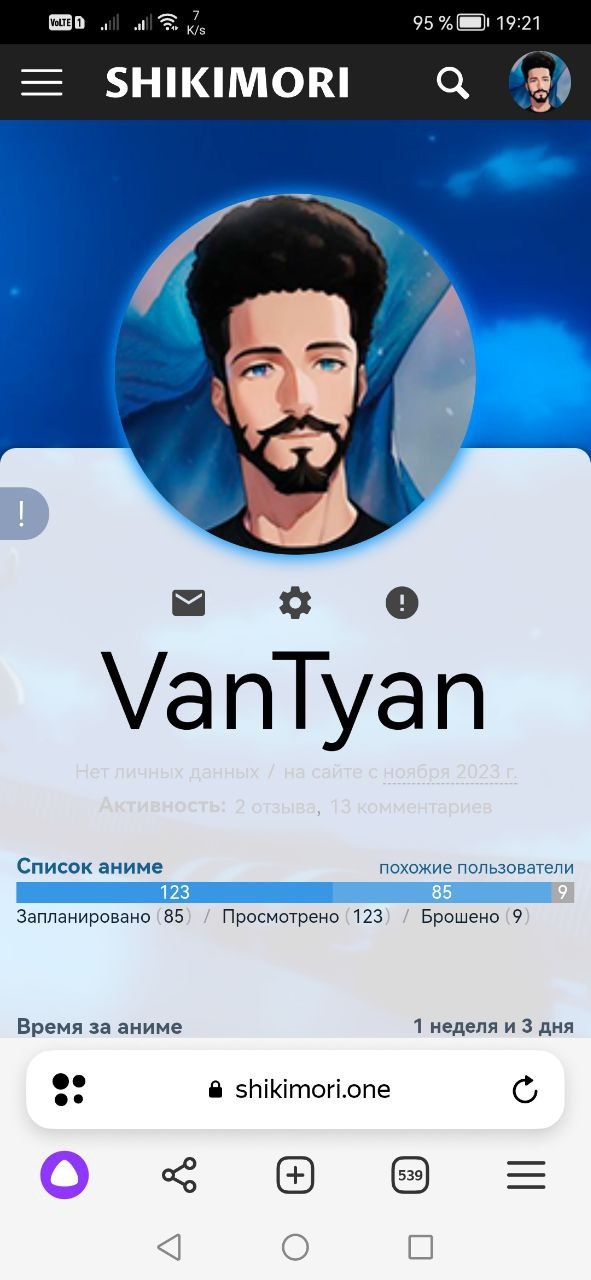 VoLTE 1 7 K/s 95 % 19:21
SHIKIMORI
!
VanTyan
Нет личных данных / на сайте с ноября 2023 г.
Активность: 2 отзыва, 13 комментариев
Список аниме похожие пользователи
123 85 9
Запланировано (85) / Просмотрено (123) / Брошено (9)
Время за аниме 1 неделя и 3 дня
shikimori.one
539